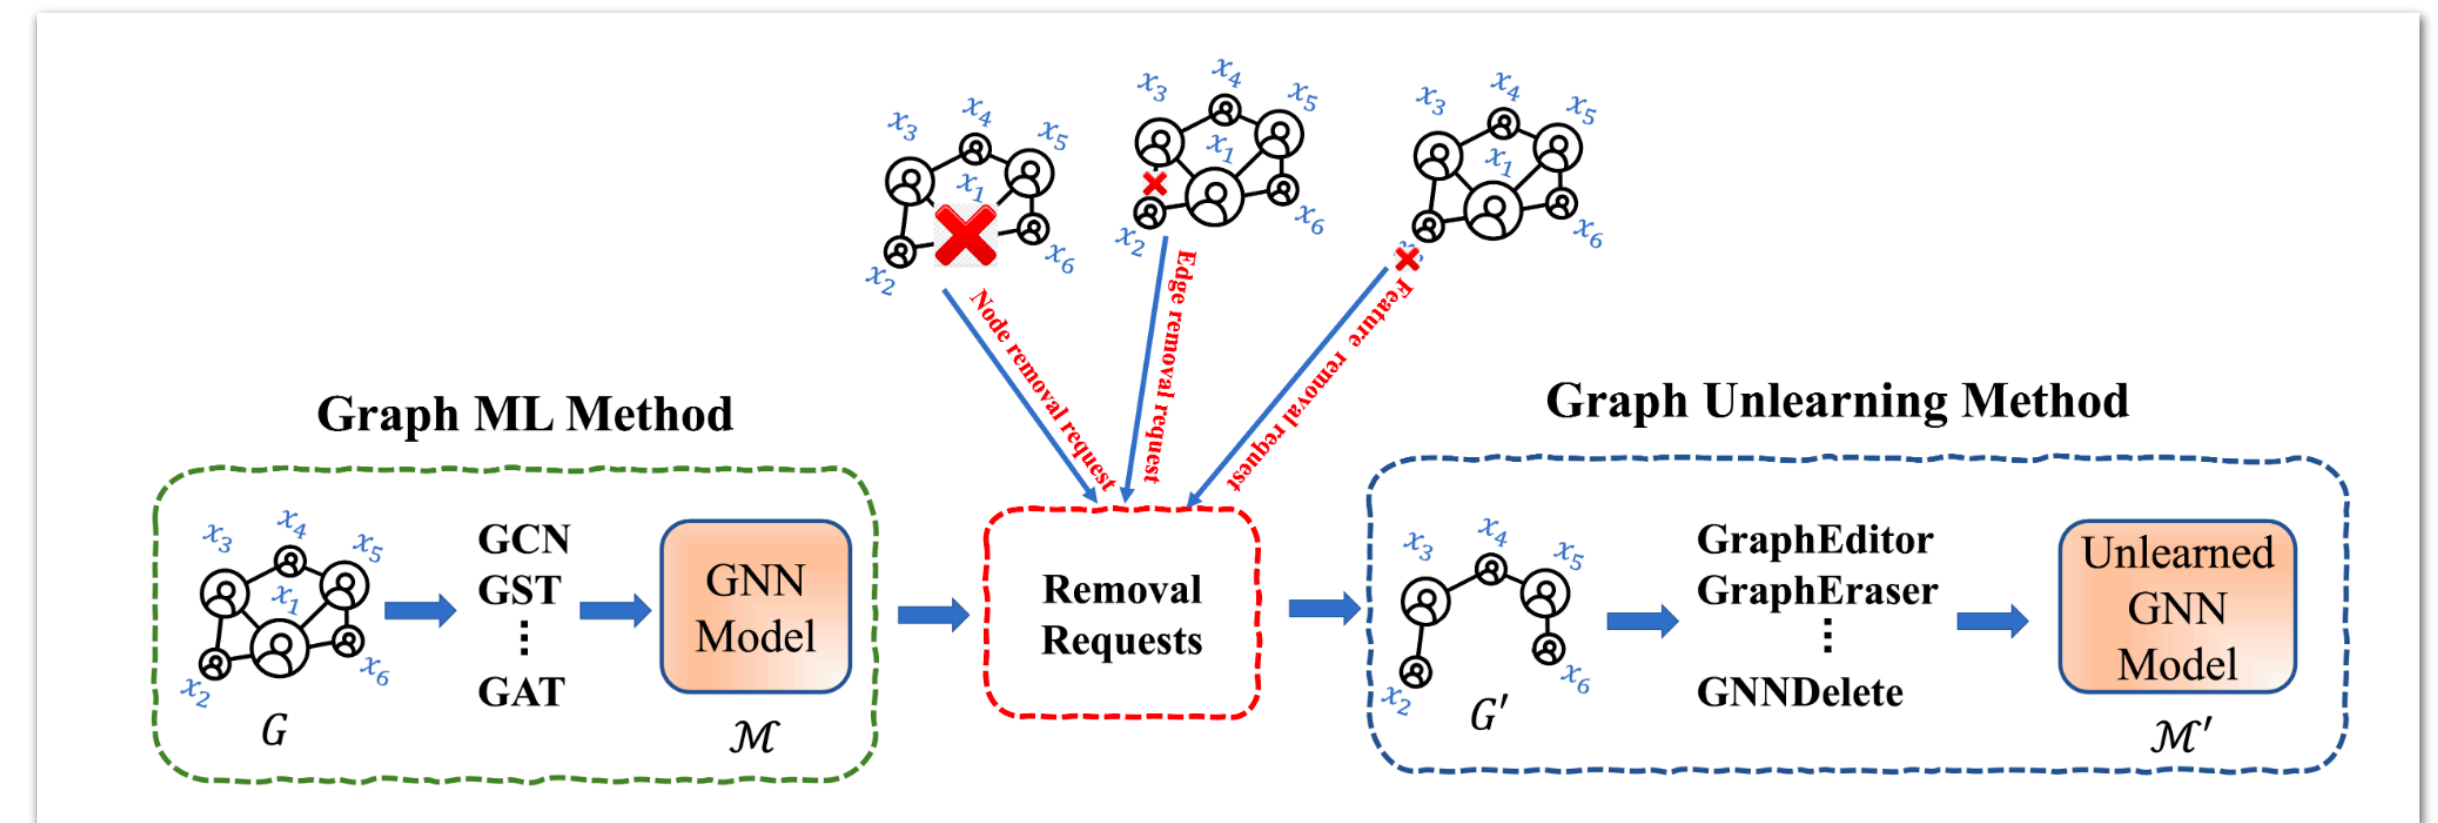 x3 x4 x5
x1
x2 x6
x3 x4 x5
x1
x2 x6
x3 x4 x5
x1
x6
Node removal request
Edge removal request
Feature removal request
Graph ML Method
x3 x4 x5
x1
x2 x6
G
GCN
GST
⋮
GAT
GNN
Model
ℳ
Removal
Requests
Graph Unlearning Method
x3 x4 x5
x2 x6
G′
GraphEditor
GraphEraser
⋮
GNNDelete
Unlearned
GNN
Model
ℳ′